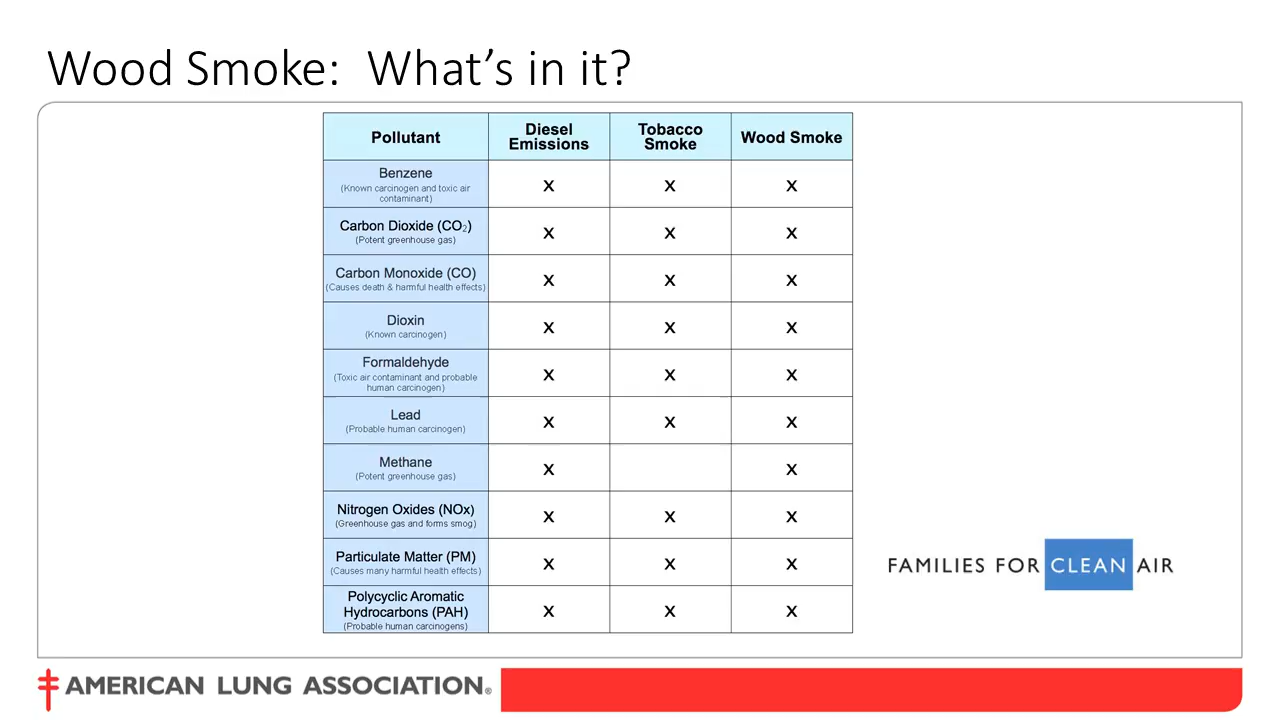 Wood Smoke:  What’s in it?
Pollutant
Diesel
Emissions
Tobacco
Smoke
Wood Smoke
Benzene
(Known carcinogen and toxic air
contaminant)
x x x
Carbon Dioxide (CO₂)
(Potent greenhouse gas)
x x x
Carbon Monoxide (CO)
(Causes death & harmful health effects)
x x x
Dioxin
(Known carcinogen)
x x x
Formaldehyde
(Toxic air contaminant and probable
human carcinogen)
x x x
Lead
(Probable human carcinogen)
x x x
Methane
(Potent greenhouse gas)
x x
Nitrogen Oxides (NOx)
(Greenhouse gas and forms smog)
x x x
Particulate Matter (PM)
(Causes many harmful health effects)
x x x
Polycyclic Aromatic
Hydrocarbons (PAH)
(Probable human carcinogens)
x x x
FAMILIES FOR CLEAN AIR
AMERICAN LUNG ASSOCIATION®